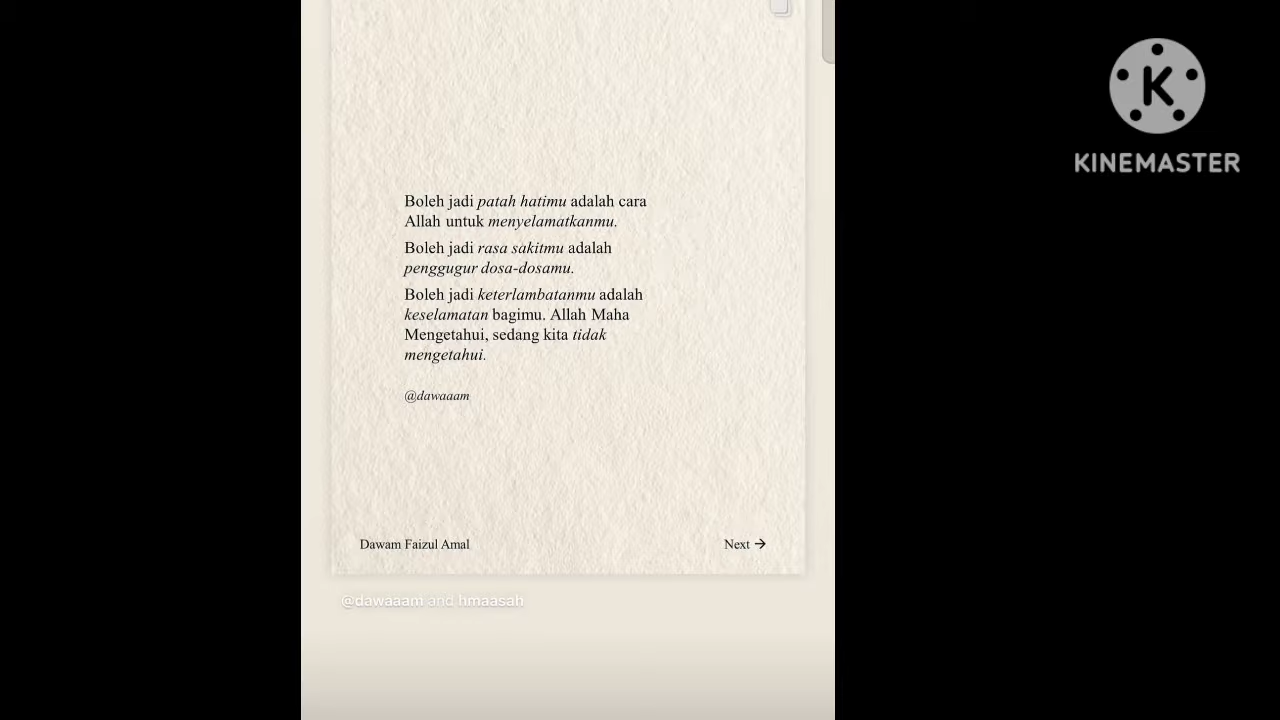 KINEMASTER
Boleh jadi patah hatimu adalah cara
Allah untuk menyelamatkanmu.
Boleh jadi rasa sakitmu adalah
penggugur dosa-dosamu.
Boleh jadi keterlambatanmu adalah
keselamatan bagimu. Allah Maha
Mengetahui, sedang kita tidak
mengetahui.
@dawaaam
Dawam Faizul Amal
Next →
@dawaaam and hmaasah